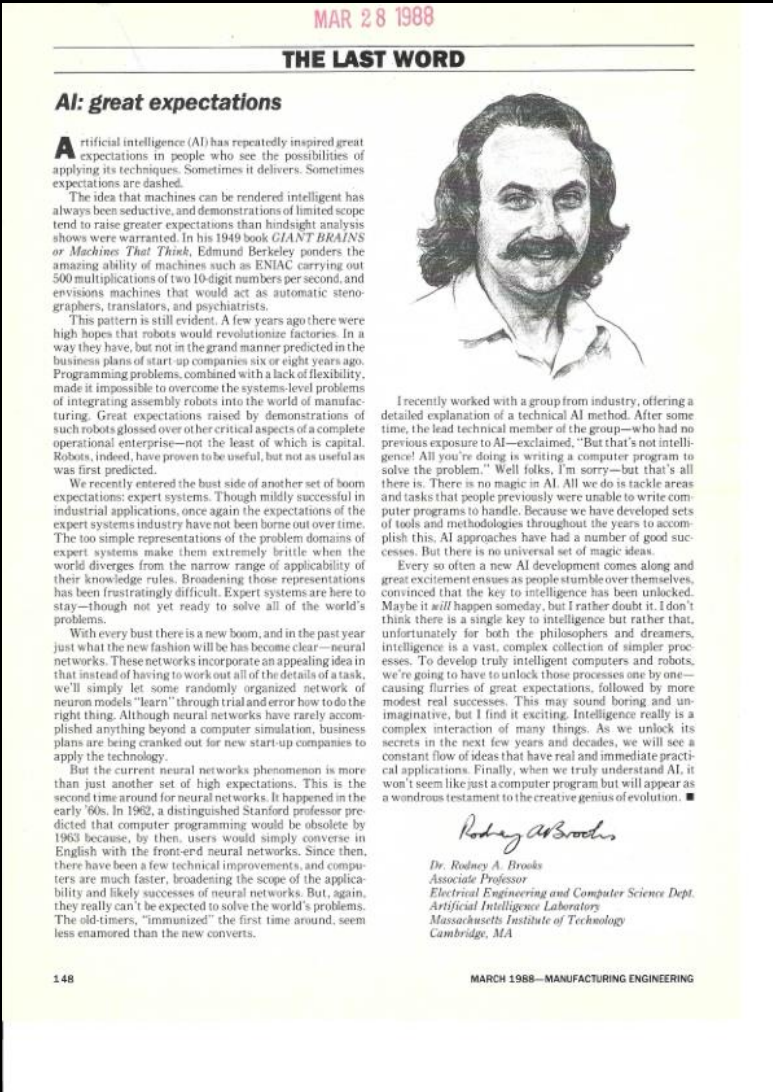 MAR 28 1988
THE LAST WORD
AI: great expectations
Artificial intelligence (AI) has repeatedly inspired great
expectations in people who see the possibilities of
applying its techniques. Sometimes it delivers. Sometimes
expectations are dashed.
The idea that machines can be rendered intelligent has
always been seductive, and demonstrations of limited scope
tend to raise greater expectations than hindsight analysis
shows were warranted. In his 1949 book GIANT BRAINS
or Machines That Think, Edmund Berkeley ponders the
amazing ability of machines such as ENIAC carrying out
500 multiplications of two 10-digit numbers per second, and
envisions machines that would act as automatic steno-
graphers, translators, and psychiatrists.
This pattern is still evident. A few years ago there were
high hopes that robots would revolutionize factories. In a
way they have, but not in the grand manner predicted in the
business plans of start-up companies six or eight years ago.
Programming problems, combined with a lack of flexibility,
made it impossible to overcome the systems-level problems
of integrating assembly robots into the world of manufac-
turing. Great expectations raised by demonstrations of
such robots glossed over other critical aspects of a complete
operational enterprise—not the least of which is capital.
Robots, indeed, have proven to be useful, but not as useful as
was first predicted.
We recently entered the bust side of another set of boom
expectations: expert systems. Though mildly successful in
industrial applications, once again the expectations of the
expert systems industry have not been borne out over time.
The too simple representations of the problem domains of
expert systems make them extremely brittle when the
world diverges from the narrow range of applicability of
their knowledge rules. Broadening those representations
has been frustratingly difficult. Expert systems are here to
stay—though not yet ready to solve all of the world's
problems.
With every bust there is a new boom, and in the past year
just what the new fashion will be has become clear—neural
networks. These networks incorporate an appealing idea in
that instead of having to work out all of the details of a task,
we'll simply let some randomly organized network of
neuron models "learn" through trial and error how to do the
right thing. Although neural networks have rarely accom-
plished anything beyond a computer simulation, business
plans are being cranked out for new start-up companies to
apply the technology.
But the current neural networks phenomenon is more
than just another set of high expectations. This is the
second time around for neural networks. It happened in the
early '60s. In 1962, a distinguished Stanford professor pre-
dicted that computer programming would be obsolete by
1963 because, by then, users would simply converse in
English with the front-end neural networks. Since then,
there have been a few technical improvements, and compu-
ters are much faster, broadening the scope of the applica-
bility and likely successes of neural networks. But, again,
they really can't be expected to solve the world's problems.
The old-timers, "immunized" the first time around, seem
less enamored than the new converts.
I recently worked with a group from industry, offering a
detailed explanation of a technical AI method. After some
time, the lead technical member of the group—who had no
previous exposure to AI—exclaimed, "But that's not intelli-
gence! All you're doing is writing a computer program to
solve the problem." Well folks, I'm sorry—but that's all
there is. There is no magic in AI. All we do is tackle areas
and tasks that people previously were unable to write com-
puter programs to handle. Because we have developed sets
of tools and methodologies throughout the years to accom-
plish this, AI approaches have had a number of good suc-
cesses. But there is no universal set of magic ideas.
Every so often a new AI development comes along and
great excitement ensues as people stumble over themselves,
convinced that the key to intelligence has been unlocked.
Maybe it will happen someday, but I rather doubt it. I don't
think there is a single key to intelligence but rather that,
unfortunately for both the philosophers and dreamers,
intelligence is a vast, complex collection of simpler proc-
esses. To develop truly intelligent computers and robots,
we're going to have to unlock those processes one by one—
causing flurries of great expectations, followed by more
modest real successes. This may sound boring and un-
imaginative, but I find it exciting. Intelligence really is a
complex interaction of many things. As we unlock its
secrets in the next few years and decades, we will see a
constant flow of ideas that have real and immediate practi-
cal applications. Finally, when we truly understand AI, it
won't seem like just a computer program but will appear as
a wondrous testament to the creative genius of evolution. ■
Rodney A Brooks
Dr. Rodney A. Brooks
Associate Professor
Electrical Engineering and Computer Science Dept.
Artificial Intelligence Laboratory
Massachusetts Institute of Technology
Cambridge, MA
148
MARCH 1988—MANUFACTURING ENGINEERING